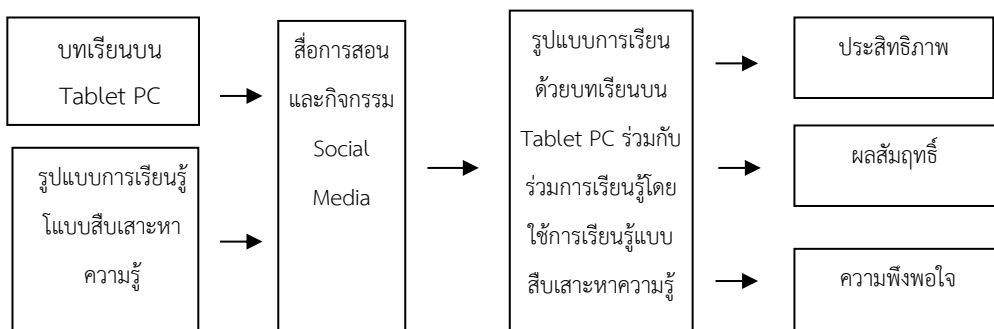 บทเรียนบน
Tablet PC
รูปแบบการเรียนรู้
โแบบสืบเสาะหา
ความรู้
สื่อการสอน
และกิจกรรม
Social
Media
รูปแบบการเรียน
ด้วยบทเรียนบน
Tablet PC ร่วมกับ
ร่วมการเรียนรู้โดย
ใช้การเรียนรู้แบบ
สืบเสาะหาความรู้
ประสิทธิภาพ
ผลสัมฤทธิ์
ความพึงพอใจ